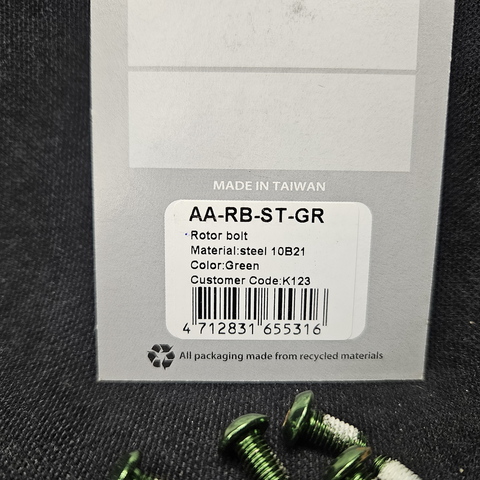 MADE IN TAIWAN
AA-RB-ST-GR
Rotor bolt
Material:steel 10B21
Color:Green
Customer Code:K123
4 712831 655316
All packaging made from recycled materials